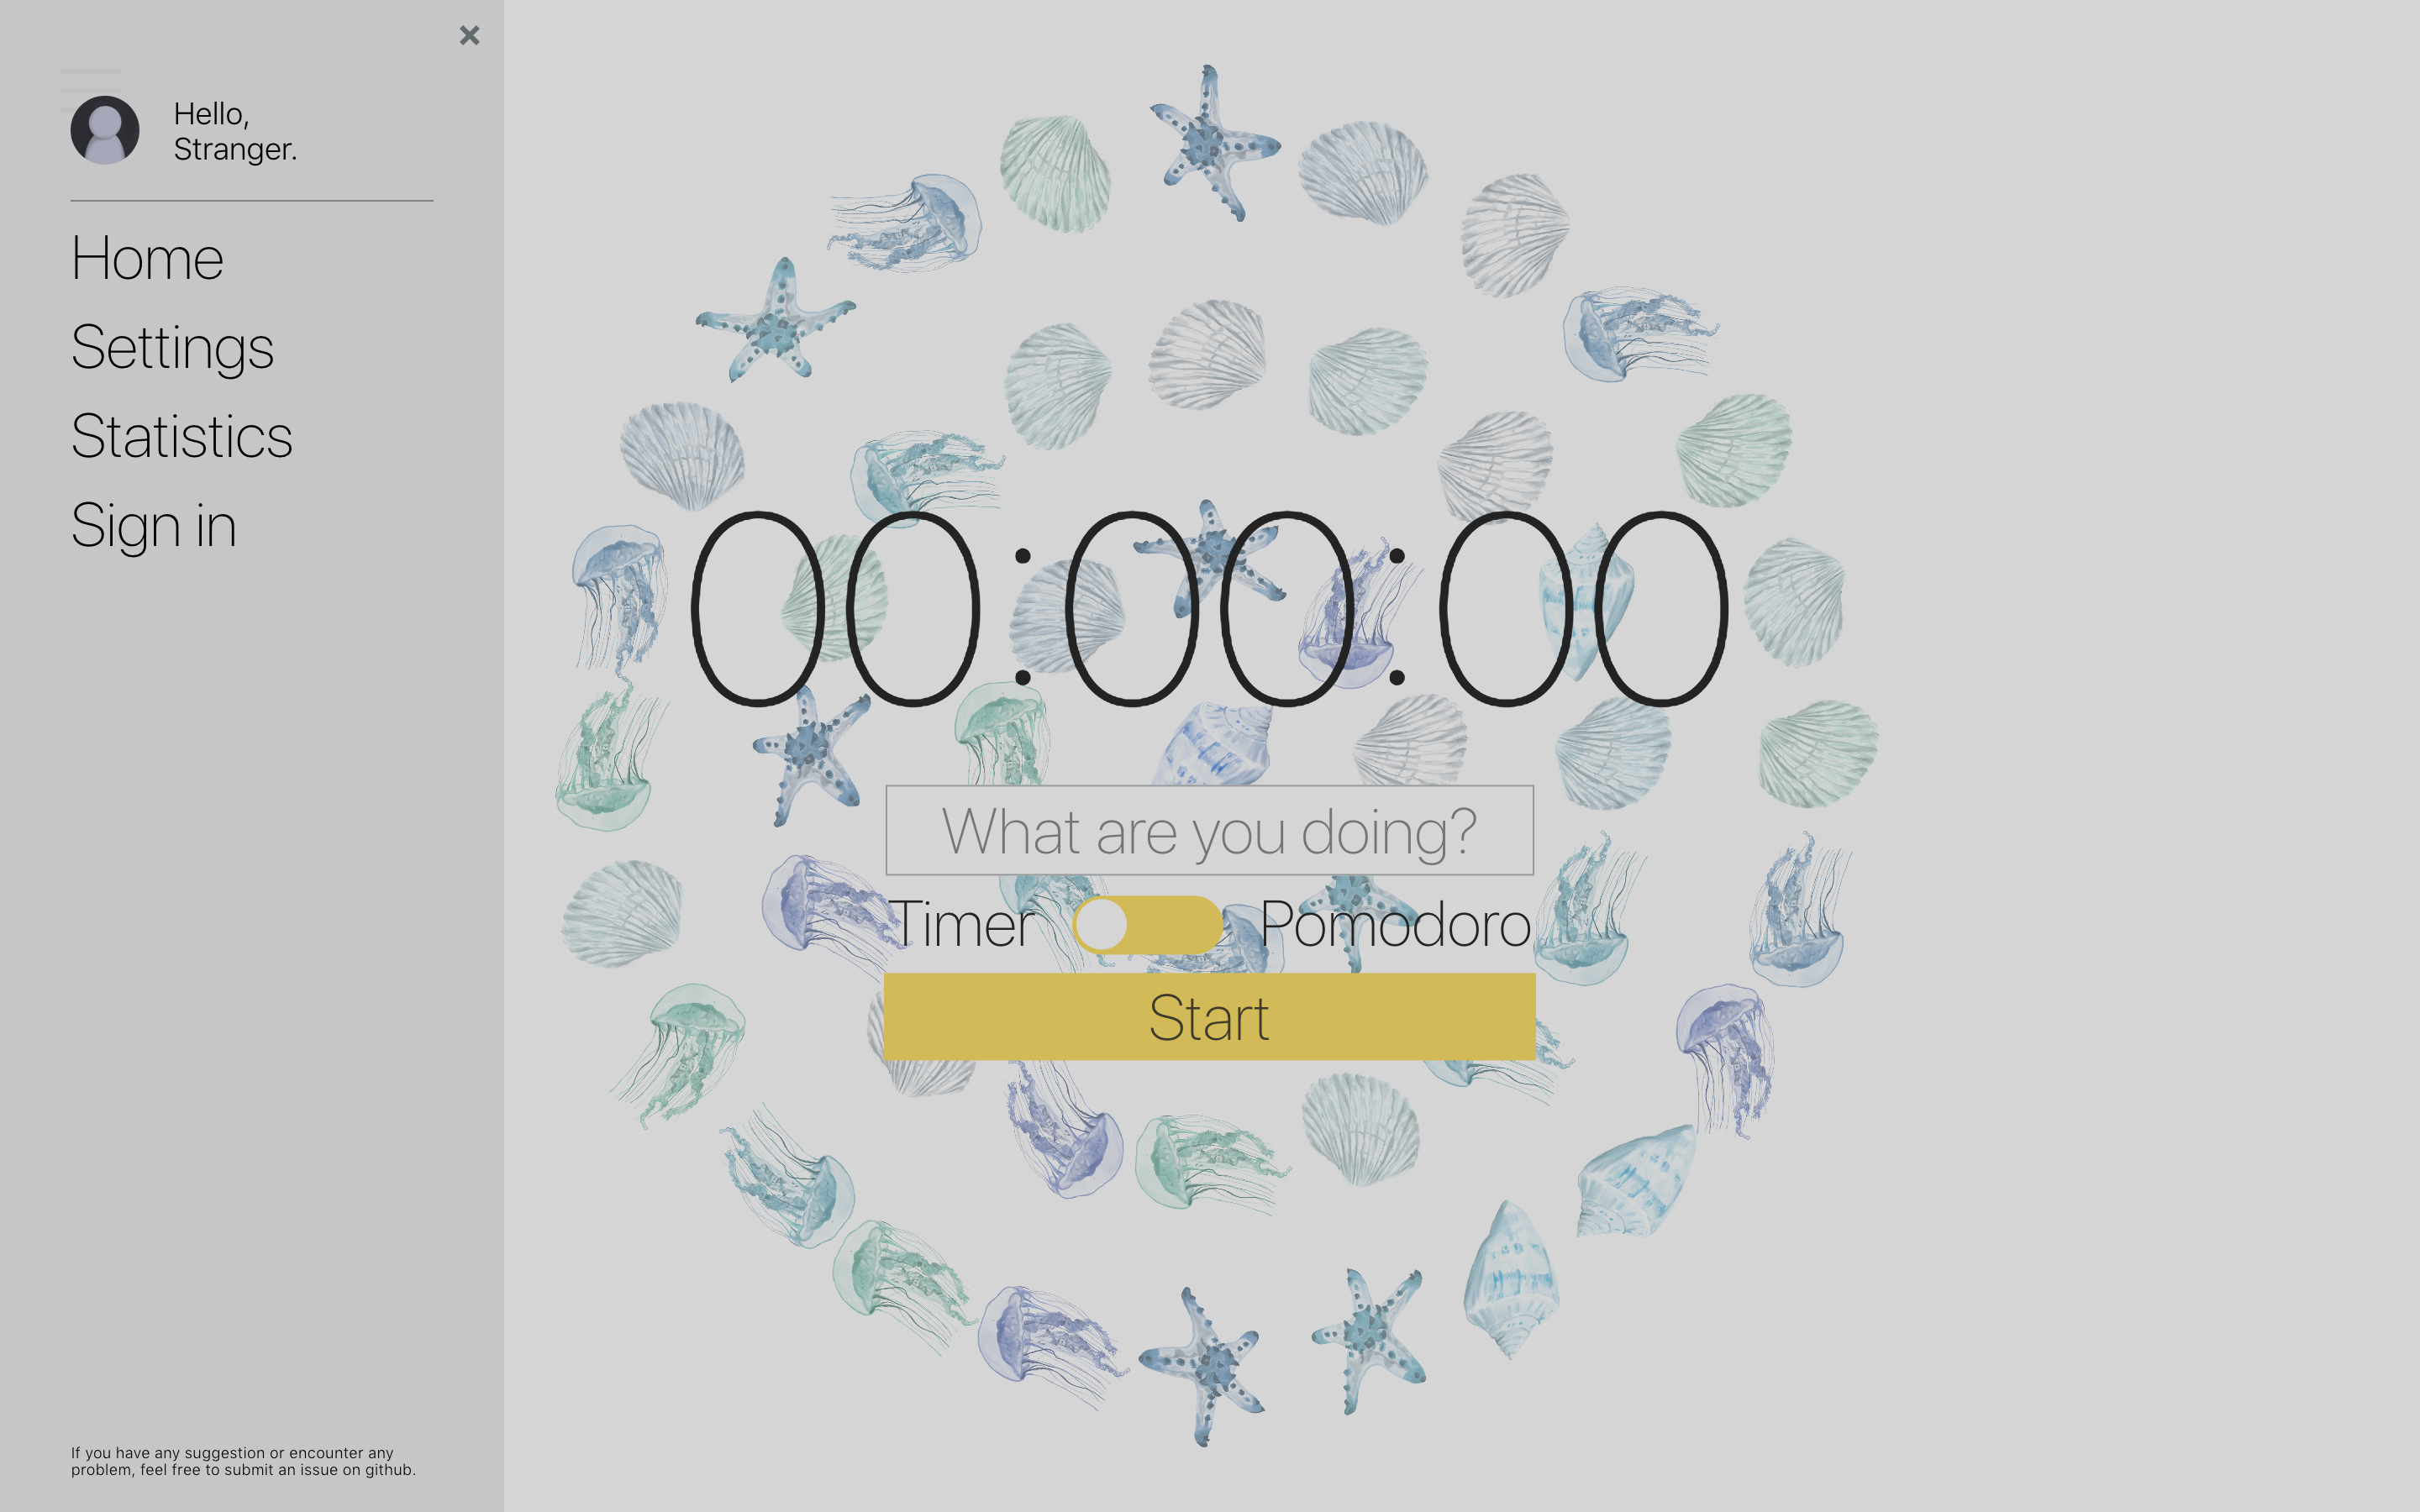 Hello,
Stranger.
Home
Settings
Statistics
Sign in
If you have any suggestion or encounter any
problem, feel free to submit an issue on github.
00:00:00
What are you doing?
Timer Pomodoro
Start